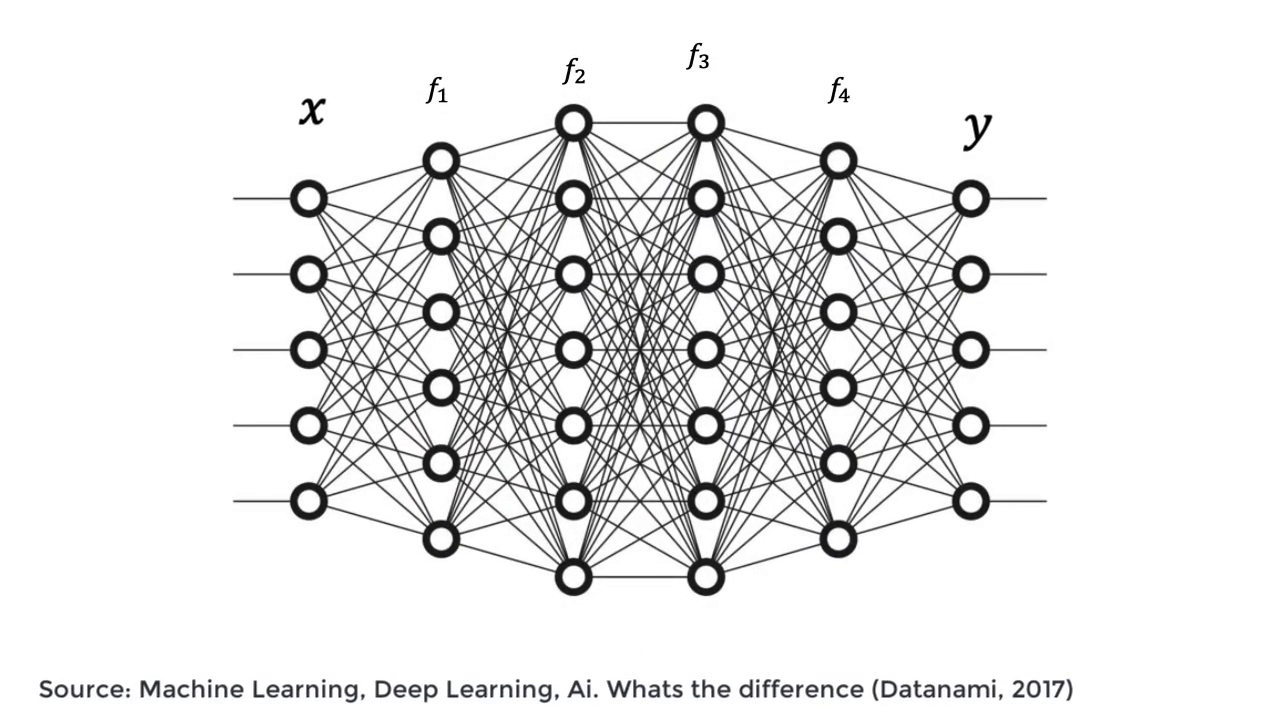 x
f₁
f₂
f₃
f₄
y
Source: Machine Learning, Deep Learning, Ai. Whats the difference (Datanami, 2017)